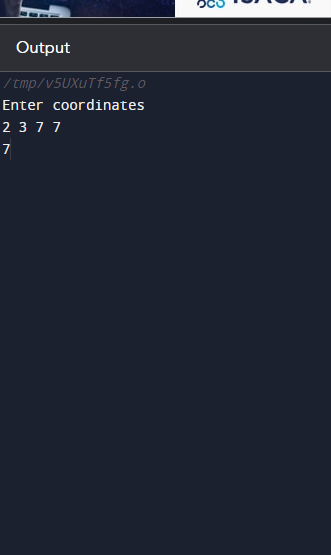 Output
/tmp/v5UXuTf5fg.o
Enter coordinates
2 3 7 7
7